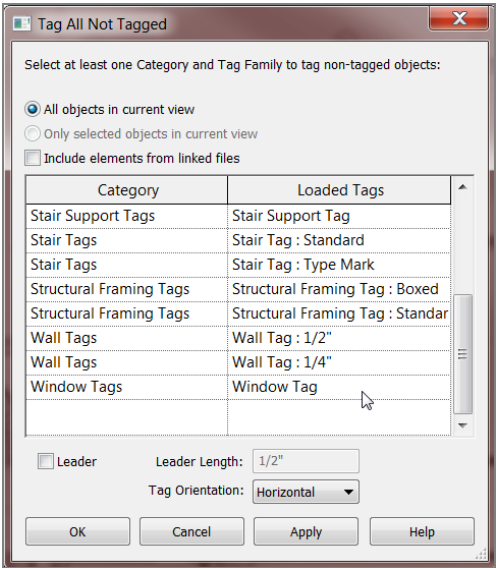 Tag All Not Tagged
X
Select at least one Category and Tag Family to tag non-tagged objects:
All objects in current view
Only selected objects in current view
Include elements from linked files
Category Loaded Tags
Stair Support Tags Stair Support Tag
Stair Tags Stair Tag : Standard
Stair Tags Stair Tag : Type Mark
Structural Framing Tags Structural Framing Tag : Boxed
Structural Framing Tags Structural Framing Tag : Standar
Wall Tags Wall Tag : 1/2"
Wall Tags Wall Tag : 1/4"
Window Tags Window Tag
Leader Leader Length: 1/2"
Tag Orientation: Horizontal
OK Cancel Apply Help